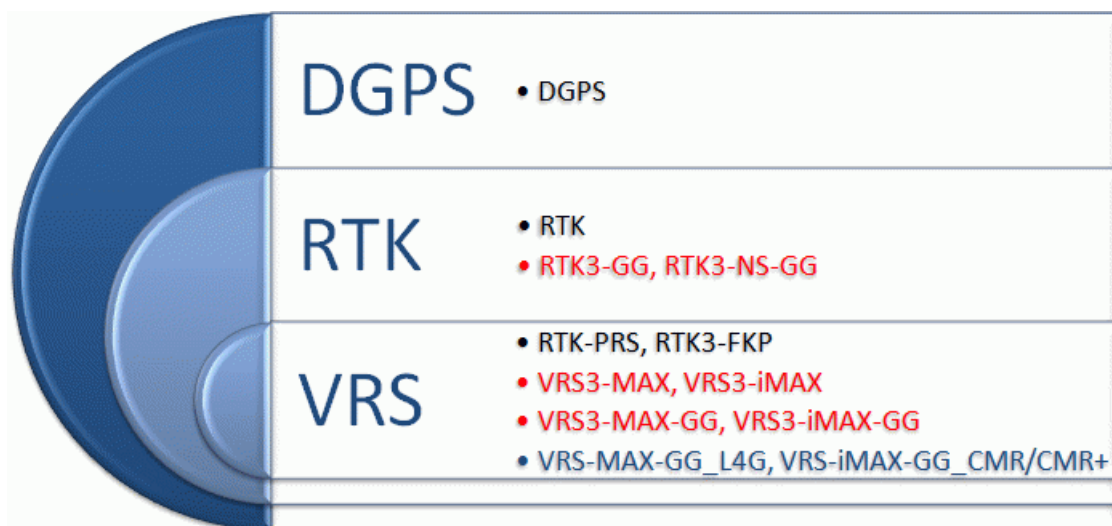 DGPS
• DGPS
RTK
• RTK
• RTK3-GG, RTK3-NS-GG
VRS
• RTK-PRS, RTK3-FKP
• VRS3-MAX, VRS3-iMAX
• VRS3-MAX-GG, VRS3-iMAX-GG
• VRS-MAX-GG_L4G, VRS-iMAX-GG_CMR/CMR+